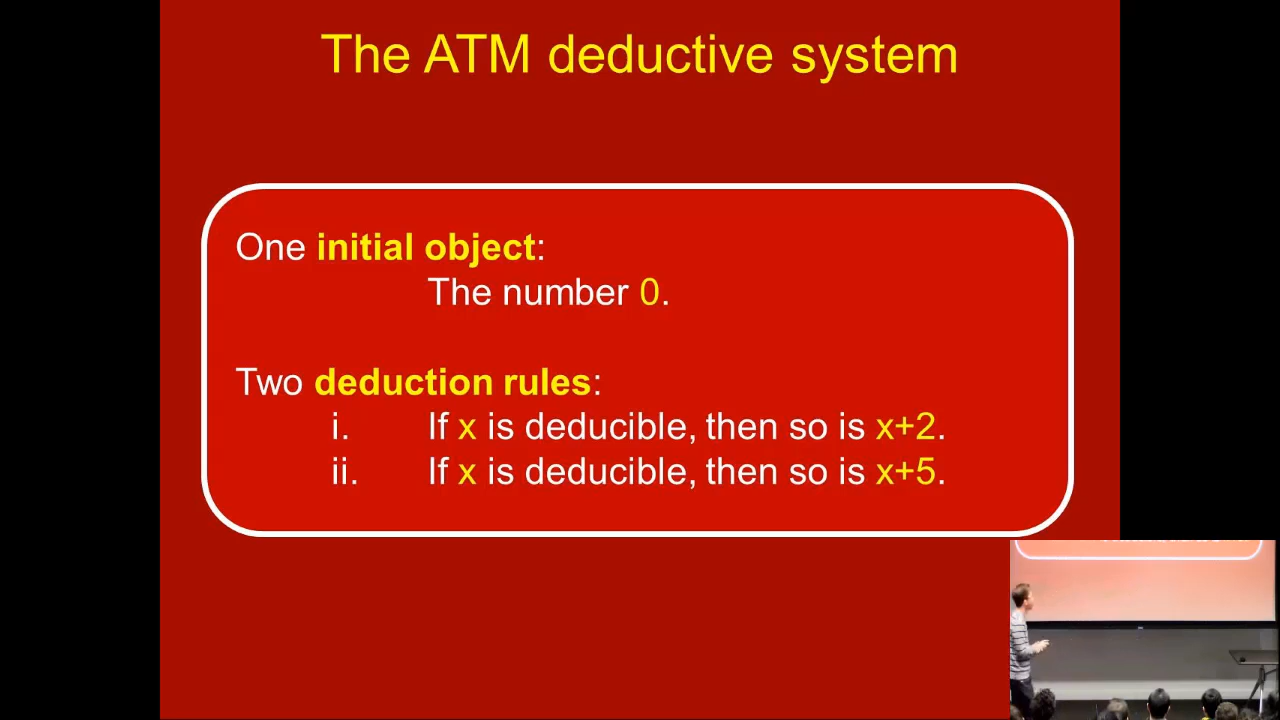 The ATM deductive system
One initial object:
The number 0.
Two deduction rules:
i. If x is deducible, then so is x+2.
ii. If x is deducible, then so is x+5.